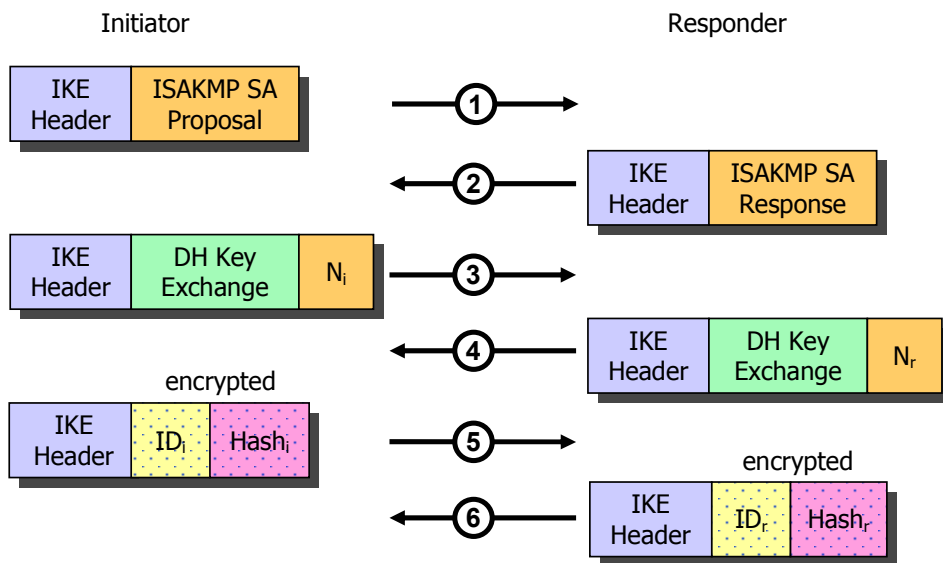 Initiator
Responder
IKE
Header
ISAKMP SA
Proposal
1
2
IKE
Header
ISAKMP SA
Response
IKE
Header
DH Key
Exchange
Nᵢ
3
4
IKE
Header
DH Key
Exchange
Nᵣ
encrypted
IKE
Header
IDᵢ
Hashᵢ
5
encrypted
6
IKE
Header
IDᵣ
Hashᵣ